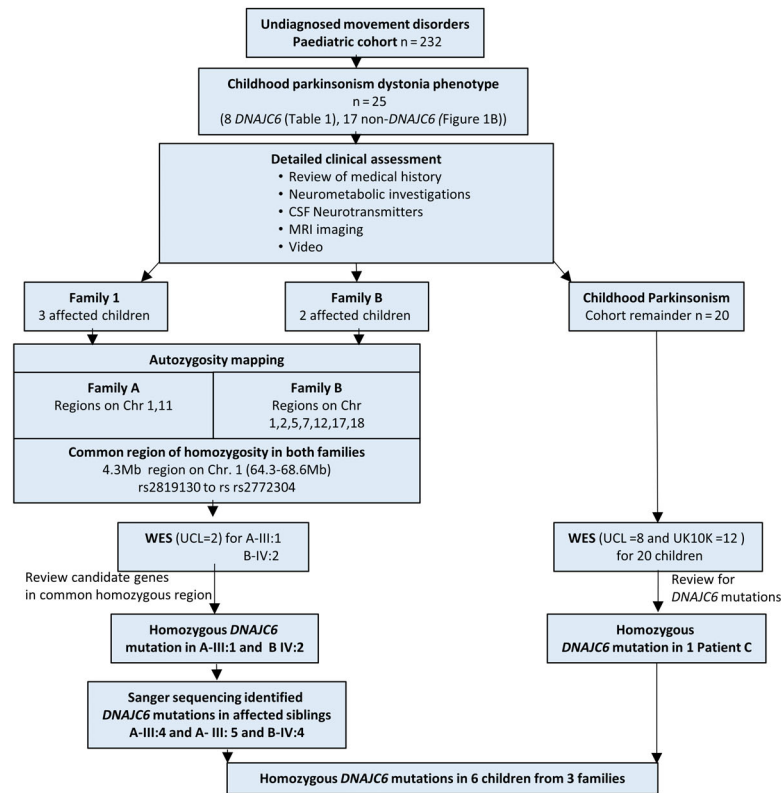 Undiagnosed movement disorders
Paediatric cohort n = 232
Childhood parkinsonism dystonia phenotype
n = 25
(8 DNAJC6 (Table 1), 17 non-DNAJC6 (Figure 1B))
Detailed clinical assessment
• Review of medical history
• Neurometabolic investigations
• CSF Neurotransmitters
• MRI imaging
• Video
Family 1
3 affected children
Family B
2 affected children
Childhood Parkinsonism
Cohort remainder n = 20
Autozygosity mapping
Family A
Regions on Chr 1,11
Family B
Regions on Chr
1,2,5,7,12,17,18
Common region of homozygosity in both families
4.3Mb region on Chr. 1 (64.3-68.6Mb)
rs2819130 to rs rs2772304
WES (UCL=2) for A-III:1
B-IV:2
WES (UCL =8 and UK10K =12 )
for 20 children
Review candidate genes
in common homozygous region
Review for
DNAJC6 mutations
Homozygous DNAJC6
mutation in A-III:1 and B IV:2
Homozygous
DNAJC6 mutation in 1 Patient C
Sanger sequencing identified
DNAJC6 mutations in affected siblings
A-III:4 and A- III: 5 and B-IV:4
Homozygous DNAJC6 mutations in 6 children from 3 families